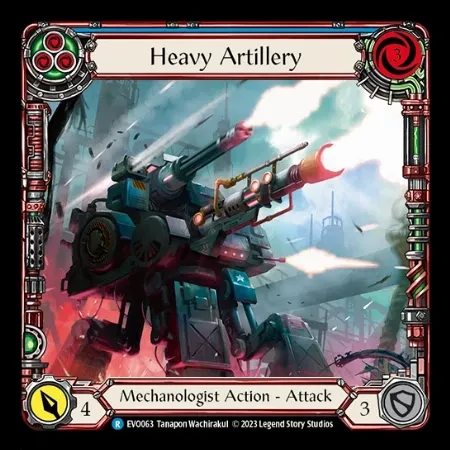 Heavy Artillery
3
Mechanologist Action - Attack
4
3
R EVO063 Tanapon Wachirakul © 2023 Legend Story Studios